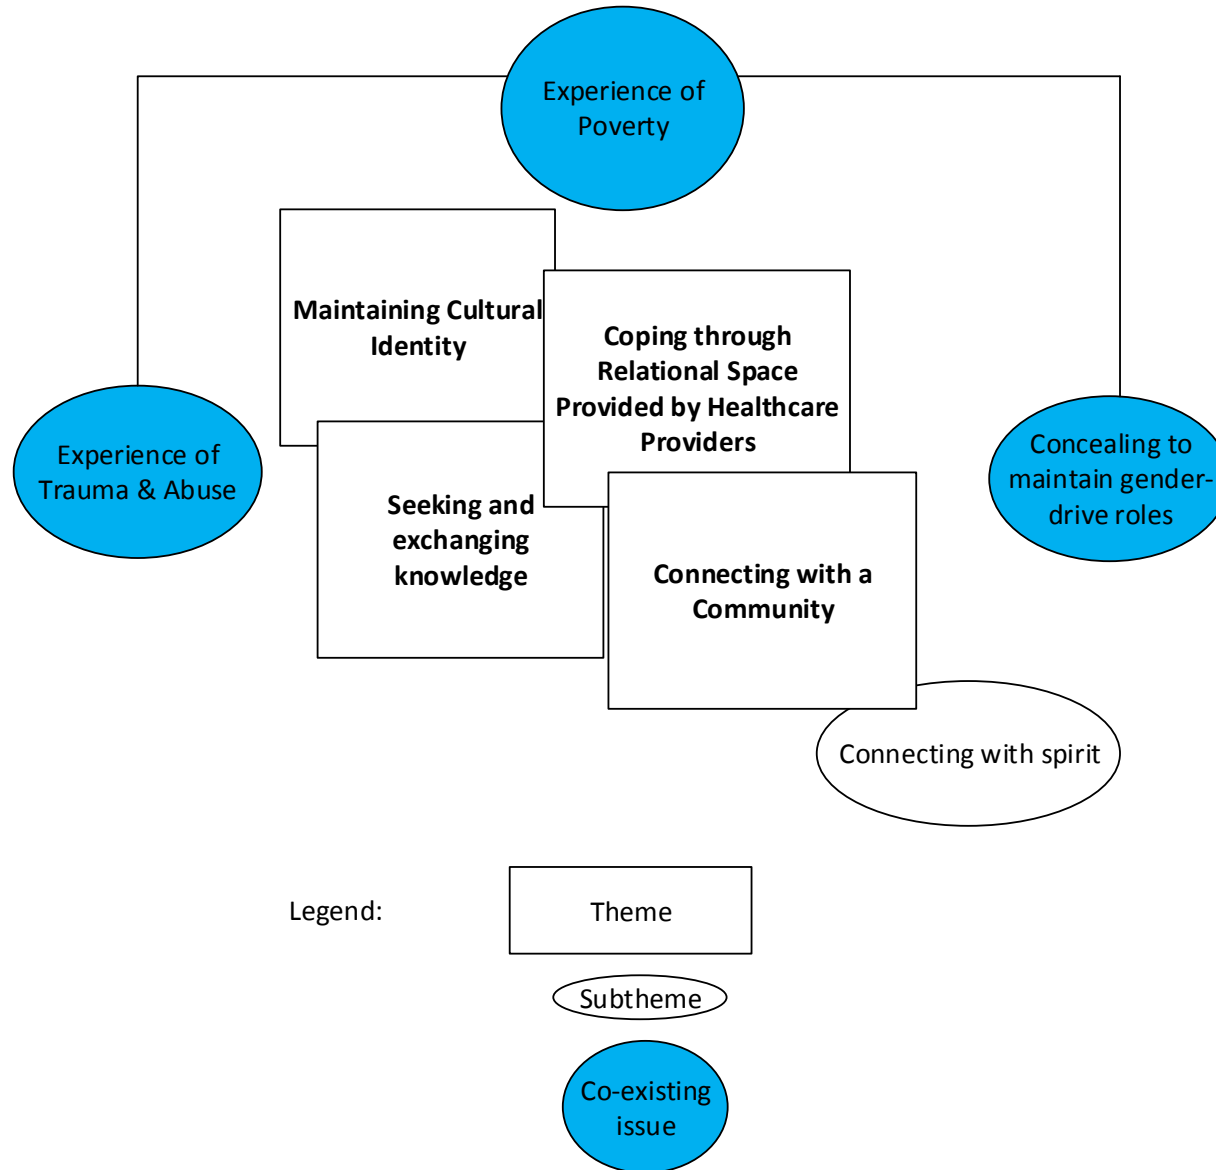 Experience of
Poverty
Maintaining Cultural
Identity
Coping through
Relational Space
Provided by Healthcare
Providers
Experience of
Trauma & Abuse
Concealing to
maintain gender-
drive roles
Seeking and
exchanging
knowledge
Connecting with a
Community
Connecting with spirit
Legend:
Theme
Subtheme
Co-existing
issue